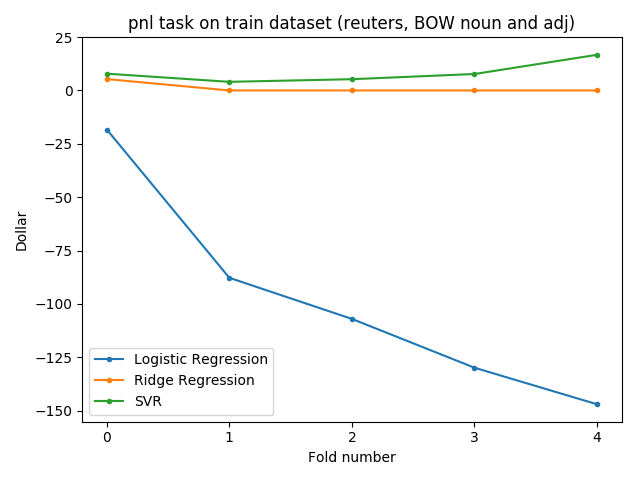 pnl task on train dataset (reuters, BOW noun and adj)
25
0
−25
−50
−75
−100
−125
−150
Dollar
Logistic Regression
Ridge Regression
SVR
0 1 2 3 4
Fold number